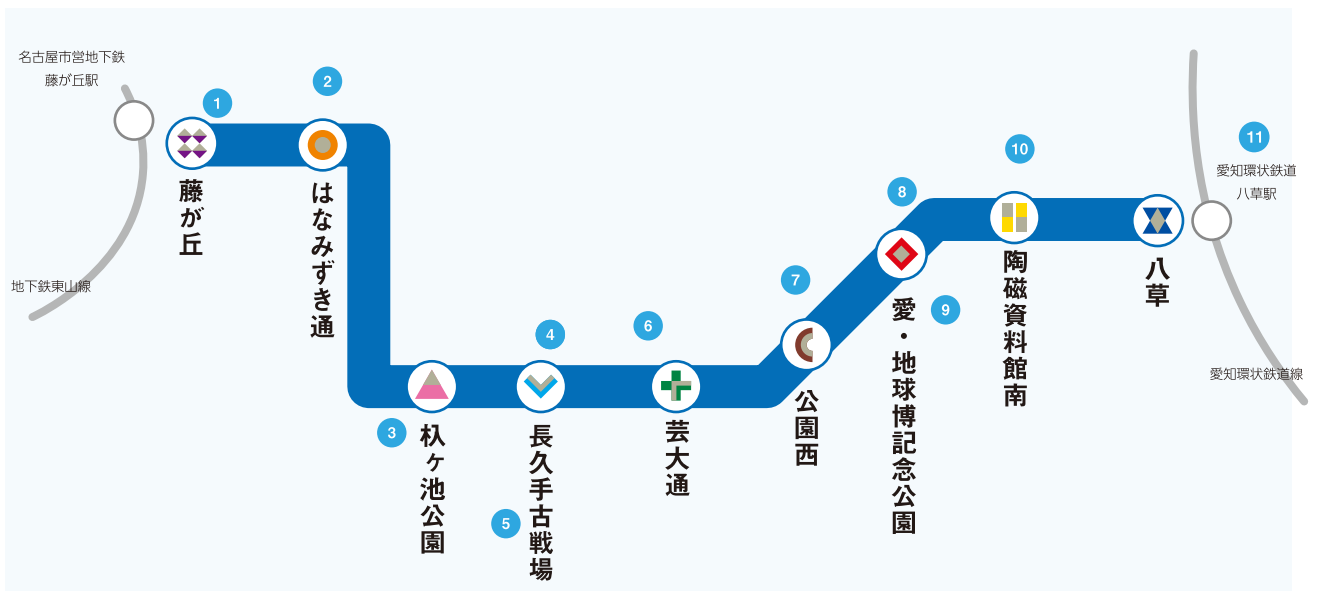 名古屋市営地下鉄
藤が丘駅
1
藤が丘
地下鉄東山線
2
はなみずき通
3
杁ヶ池公園
4
長久手古戦場
5
6
芸大通
7
公園西
8
愛・地球博記念公園
9
10
陶磁資料館南
八草
11
愛知環状鉄道
八草駅
愛知環状鉄道線